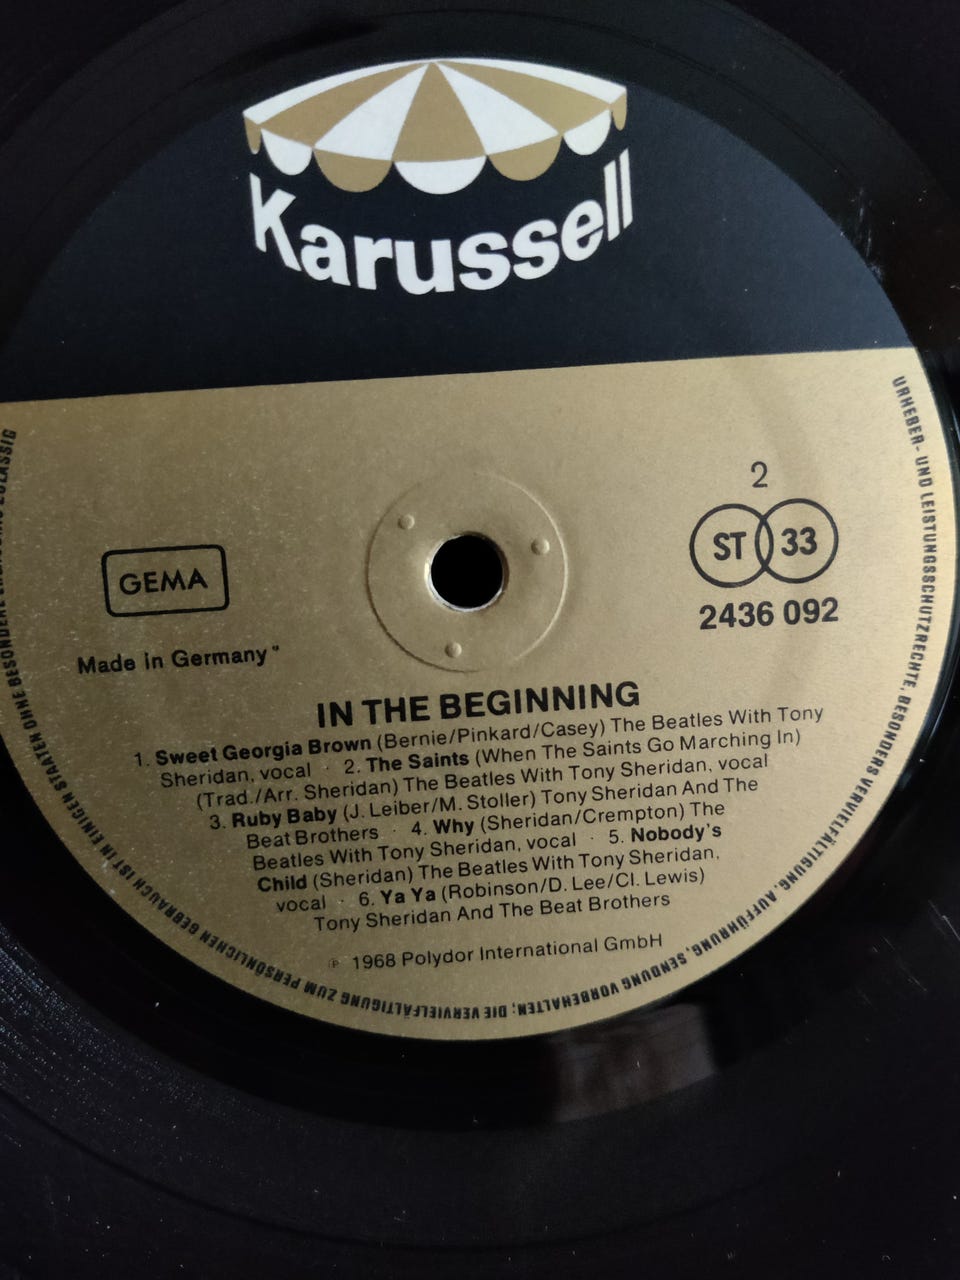 Karussell
2
ST 33
2436 092
GEMA
Made in Germany
IN THE BEGINNING
1. Sweet Georgia Brown (Bernie/Pinkard/Casey) The Beatles With Tony
Sheridan, vocal · 2. The Saints (When The Saints Go Marching In)
(Trad./Arr. Sheridan) The Beatles With Tony Sheridan, vocal
3. Ruby Baby (J. Leiber/M. Stoller) Tony Sheridan And The
Beat Brothers · 4. Why (Sheridan/Crempton) The
Beatles With Tony Sheridan, vocal · 5. Nobody's
Child (Sheridan) The Beatles With Tony Sheridan,
vocal · 6. Ya Ya (Robinson/D. Lee/Cl. Lewis)
Tony Sheridan And The Beat Brothers
℗ 1968 Polydor International GmbH
URHEBER- UND LEISTUNGSSCHUTZRECHTE, BESONDERS VERVIELFÄLTIGUNG, AUFFÜHRUNG, SENDUNG VORBEHALTEN; DIE VERVIELFÄLTIGUNG ZUM PERSÖNLICHEN GEBRAUCH IST IN EINIGEN STAATEN OHNE BESONDERE ZULÄSSIG